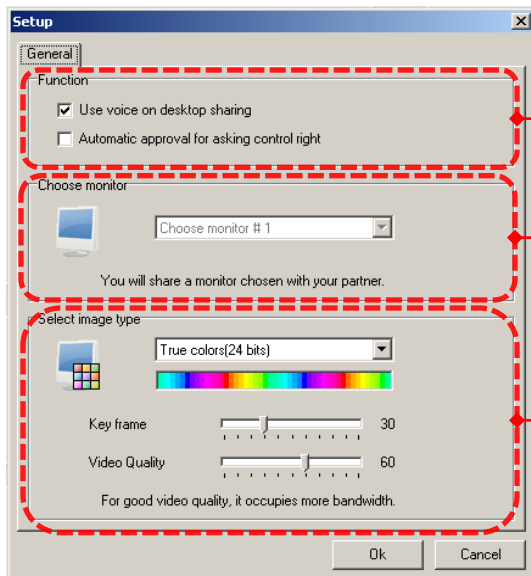 Setup
General
Function
Use voice on desktop sharing
Automatic approval for asking control right
Choose monitor
Choose monitor # 1
You will share a monitor chosen with your partner.
Select image type
True colors(24 bits)
Key frame 30
Video Quality 60
For good video quality, it occupies more bandwidth.
Ok Cancel